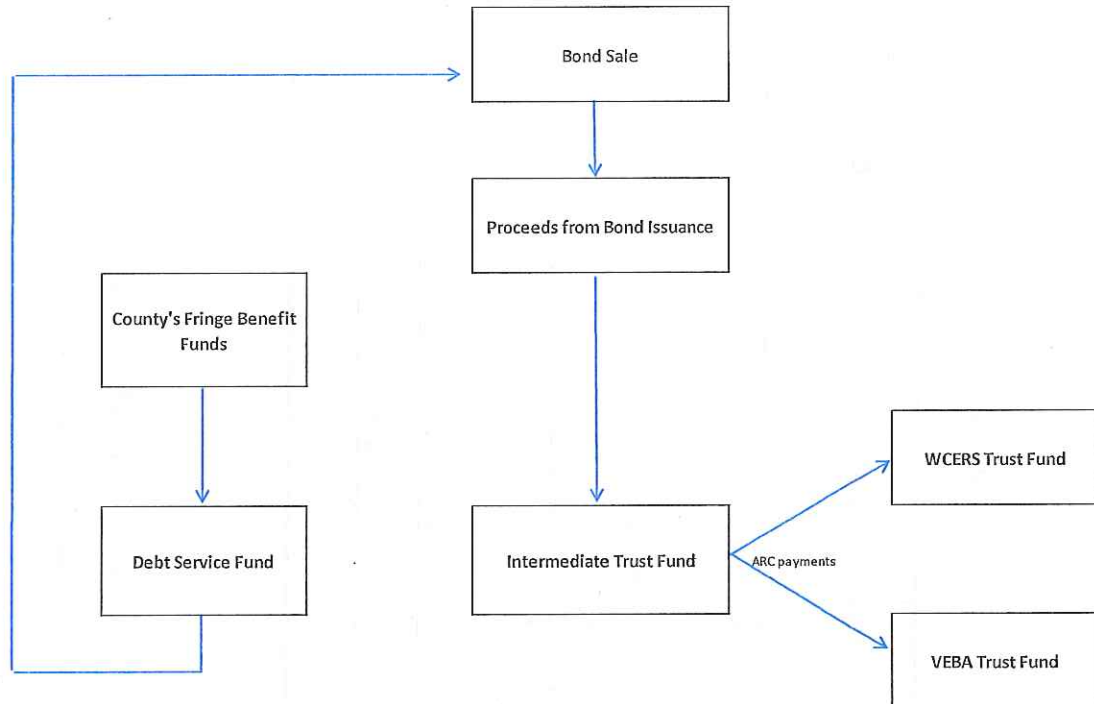 Bond Sale
Proceeds from Bond Issuance
County's Fringe Benefit
Funds
WCERS Trust Fund
Debt Service Fund
Intermediate Trust Fund
ARC payments
VEBA Trust Fund